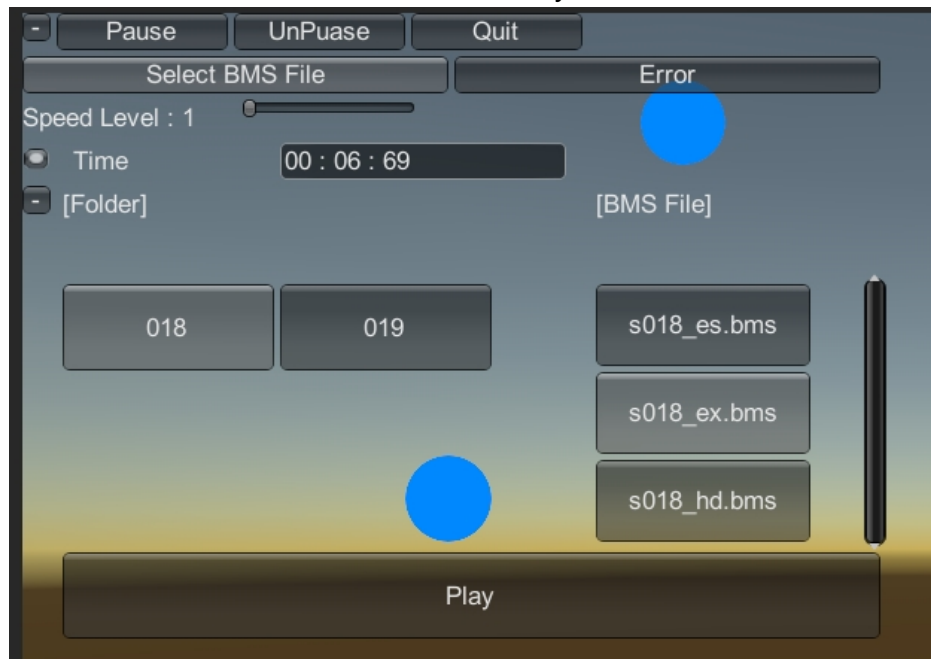 - Pause UnPuase Quit
Select BMS File Error
Speed Level : 1
Time 00 : 06 : 69
- [Folder] [BMS File]
018 019 s018_es.bms
s018_ex.bms
s018_hd.bms
Play